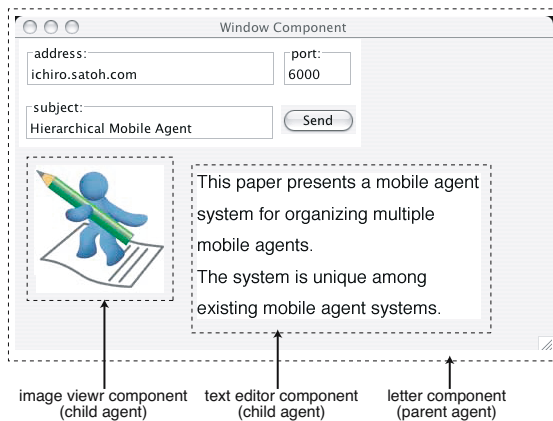 Window Component
address:
port:
ichiro.satoh.com
6000
subject:
Hierarchical Mobile Agent
Send
This paper presents a mobile agent
system for organizing multiple
mobile agents.
The system is unique among
existing mobile agent systems.
image viewr component
(child agent)
text editor component
(child agent)
letter component
(parent agent)